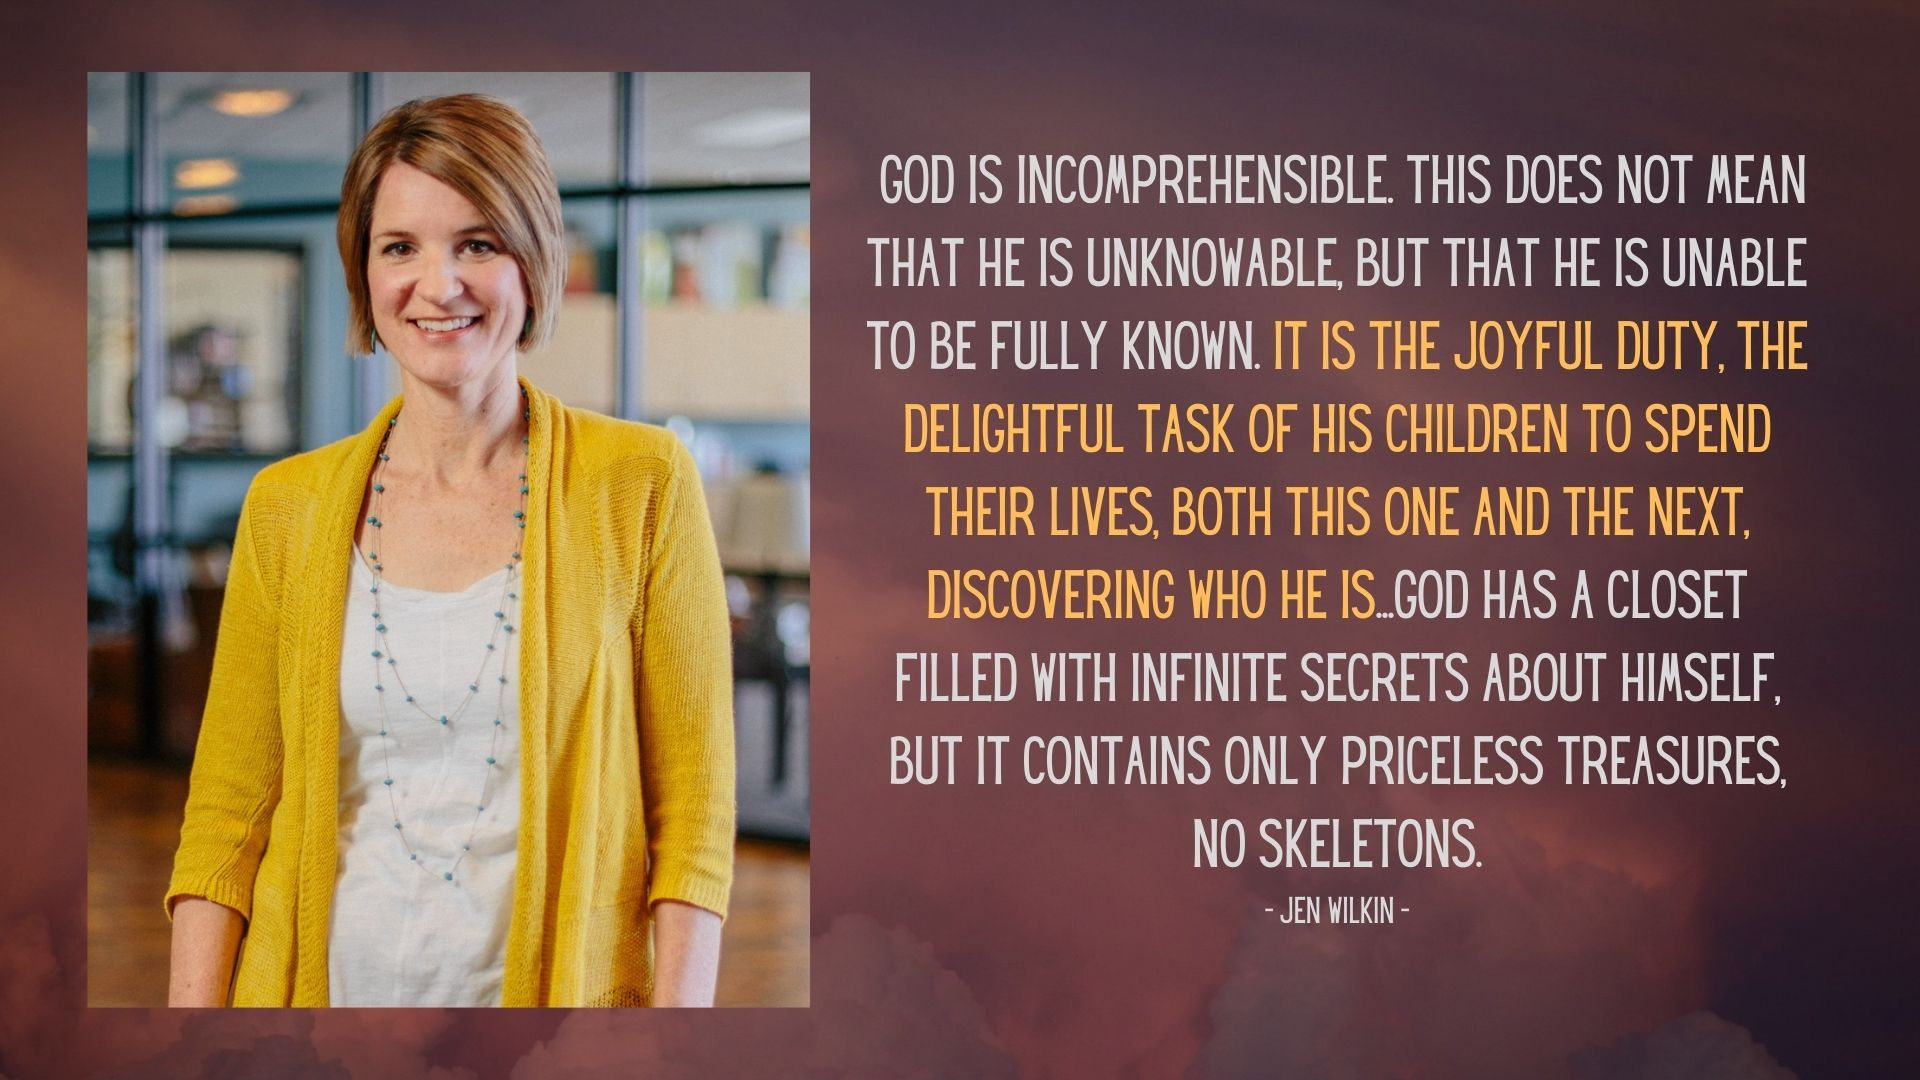 GOD IS INCOMPREHENSIBLE. THIS DOES NOT MEAN
THAT HE IS UNKNOWABLE, BUT THAT HE IS UNABLE
TO BE FULLY KNOWN. IT IS THE JOYFUL DUTY, THE
DELIGHTFUL TASK OF HIS CHILDREN TO SPEND
THEIR LIVES, BOTH THIS ONE AND THE NEXT,
DISCOVERING WHO HE IS...GOD HAS A CLOSET
FILLED WITH INFINITE SECRETS ABOUT HIMSELF,
BUT IT CONTAINS ONLY PRICELESS TREASURES,
NO SKELETONS.
- JEN WILKIN -